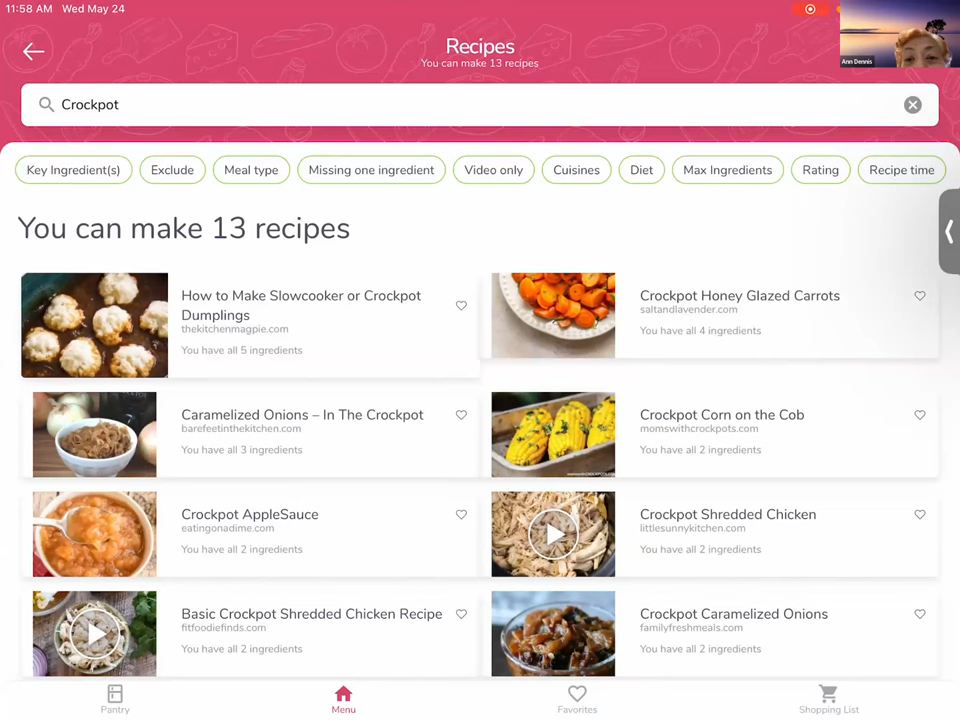 11:58 AM Wed May 24
Ann Dennis
Recipes
You can make 13 recipes
Crockpot
Key Ingredient(s)
Exclude
Meal type
Missing one ingredient
Video only
Cuisines
Diet
Max Ingredients
Rating
Recipe time
You can make 13 recipes
How to Make Slowcooker or Crockpot
Dumplings
thekitchenmagpie.com
You have all 5 ingredients
Crockpot Honey Glazed Carrots
saltandlavender.com
You have all 4 ingredients
Caramelized Onions – In The Crockpot
barefeetinthekitchen.com
You have all 3 ingredients
Crockpot Corn on the Cob
momswithcrockpots.com
You have all 2 ingredients
Crockpot AppleSauce
eatingonadime.com
You have all 2 ingredients
Crockpot Shredded Chicken
littlesunnykitchen.com
You have all 2 ingredients
Basic Crockpot Shredded Chicken Recipe
fitfoodiefinds.com
You have all 2 ingredients
Crockpot Caramelized Onions
familyfreshmeals.com
You have all 2 ingredients
Pantry
Menu
Favorites
Shopping List